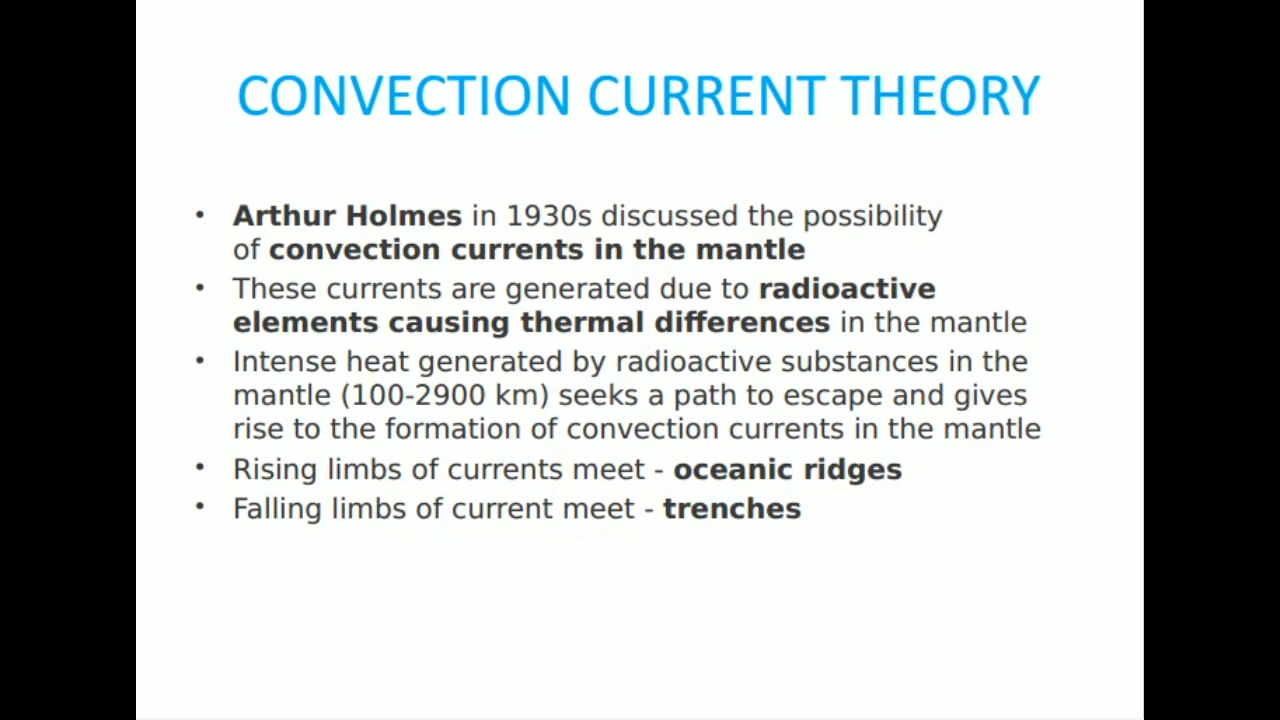 CONVECTION CURRENT THEORY
• Arthur Holmes in 1930s discussed the possibility
of convection currents in the mantle
• These currents are generated due to radioactive
elements causing thermal differences in the mantle
• Intense heat generated by radioactive substances in the
mantle (100-2900 km) seeks a path to escape and gives
rise to the formation of convection currents in the mantle
• Rising limbs of currents meet - oceanic ridges
• Falling limbs of current meet - trenches